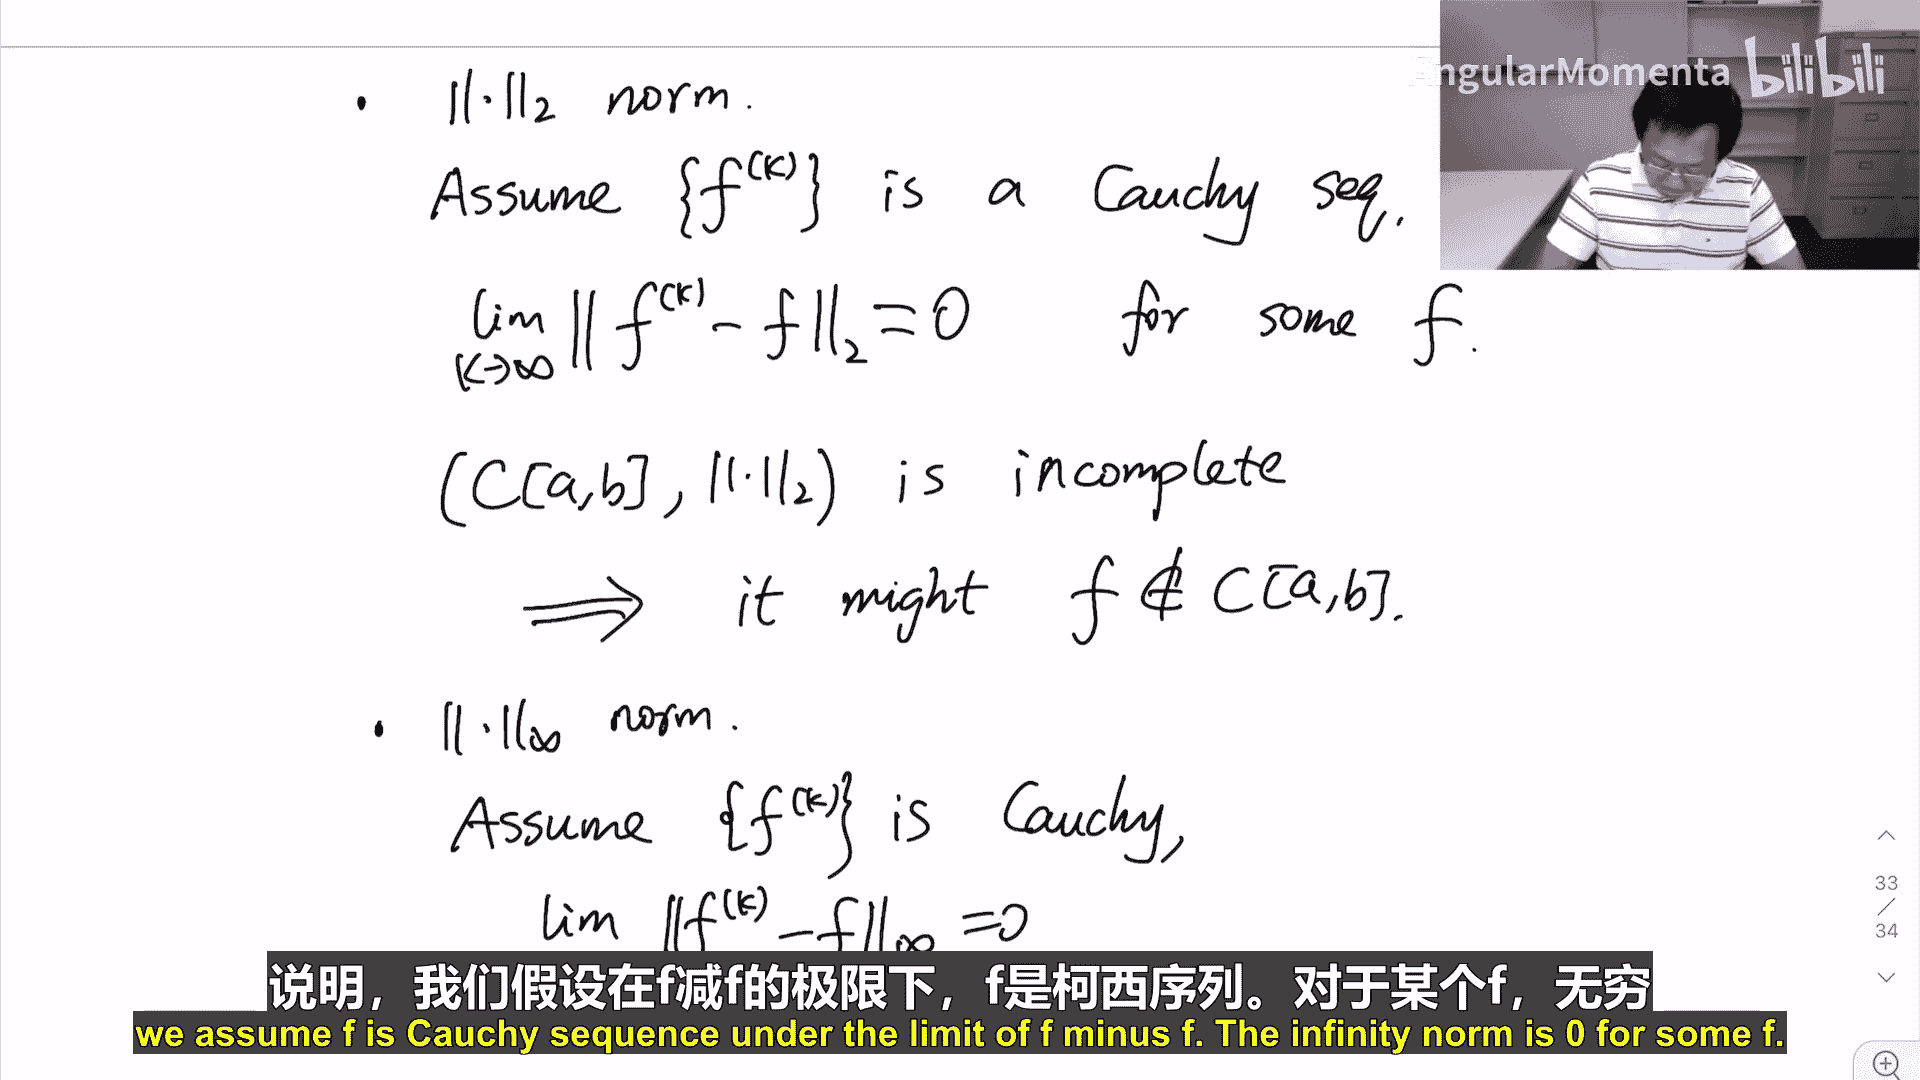 • ||·||₂ norm.
Assume {f^(k)} is a Cauchy seq.
lim k→∞ || f^(k) - f ||₂ = 0 for some f.
(C[a,b], ||·||₂) is incomplete
⟹ it might f ∉ C[a,b].
• ||·||∞ norm.
Assume {f^(k)} is Cauchy,
lim ||f^(k) - f||∞ = 0
说明，我们假设在f减f的极限下，f是柯西序列。对于某个f，无穷
we assume f is Cauchy sequence under the limit of f minus f. The infinity norm is 0 for some f.
ngularMomenta bilibili
33
/
34